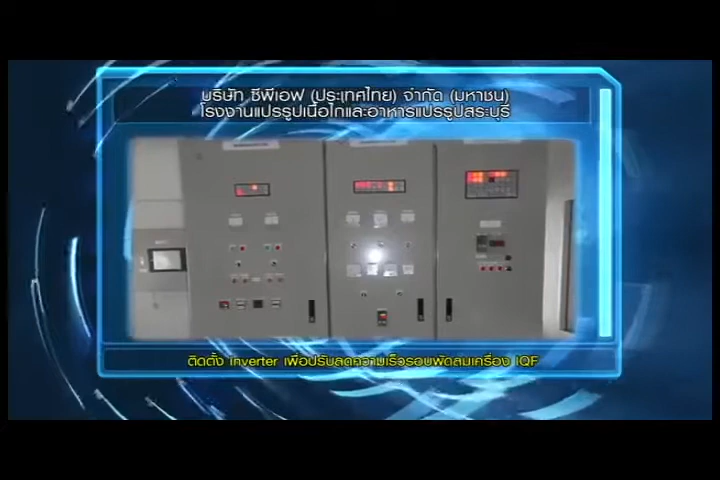 บริษัท ซีพีเอฟ (ประเทศไทย) จำกัด (มหาชน)
โรงงานแปรรูปเนื้อไก่และอาหารแปรรูปสระบุรี
ติดตั้ง inverter เพื่อปรับลดความเร็วรอบพัดลมเครื่อง IQF